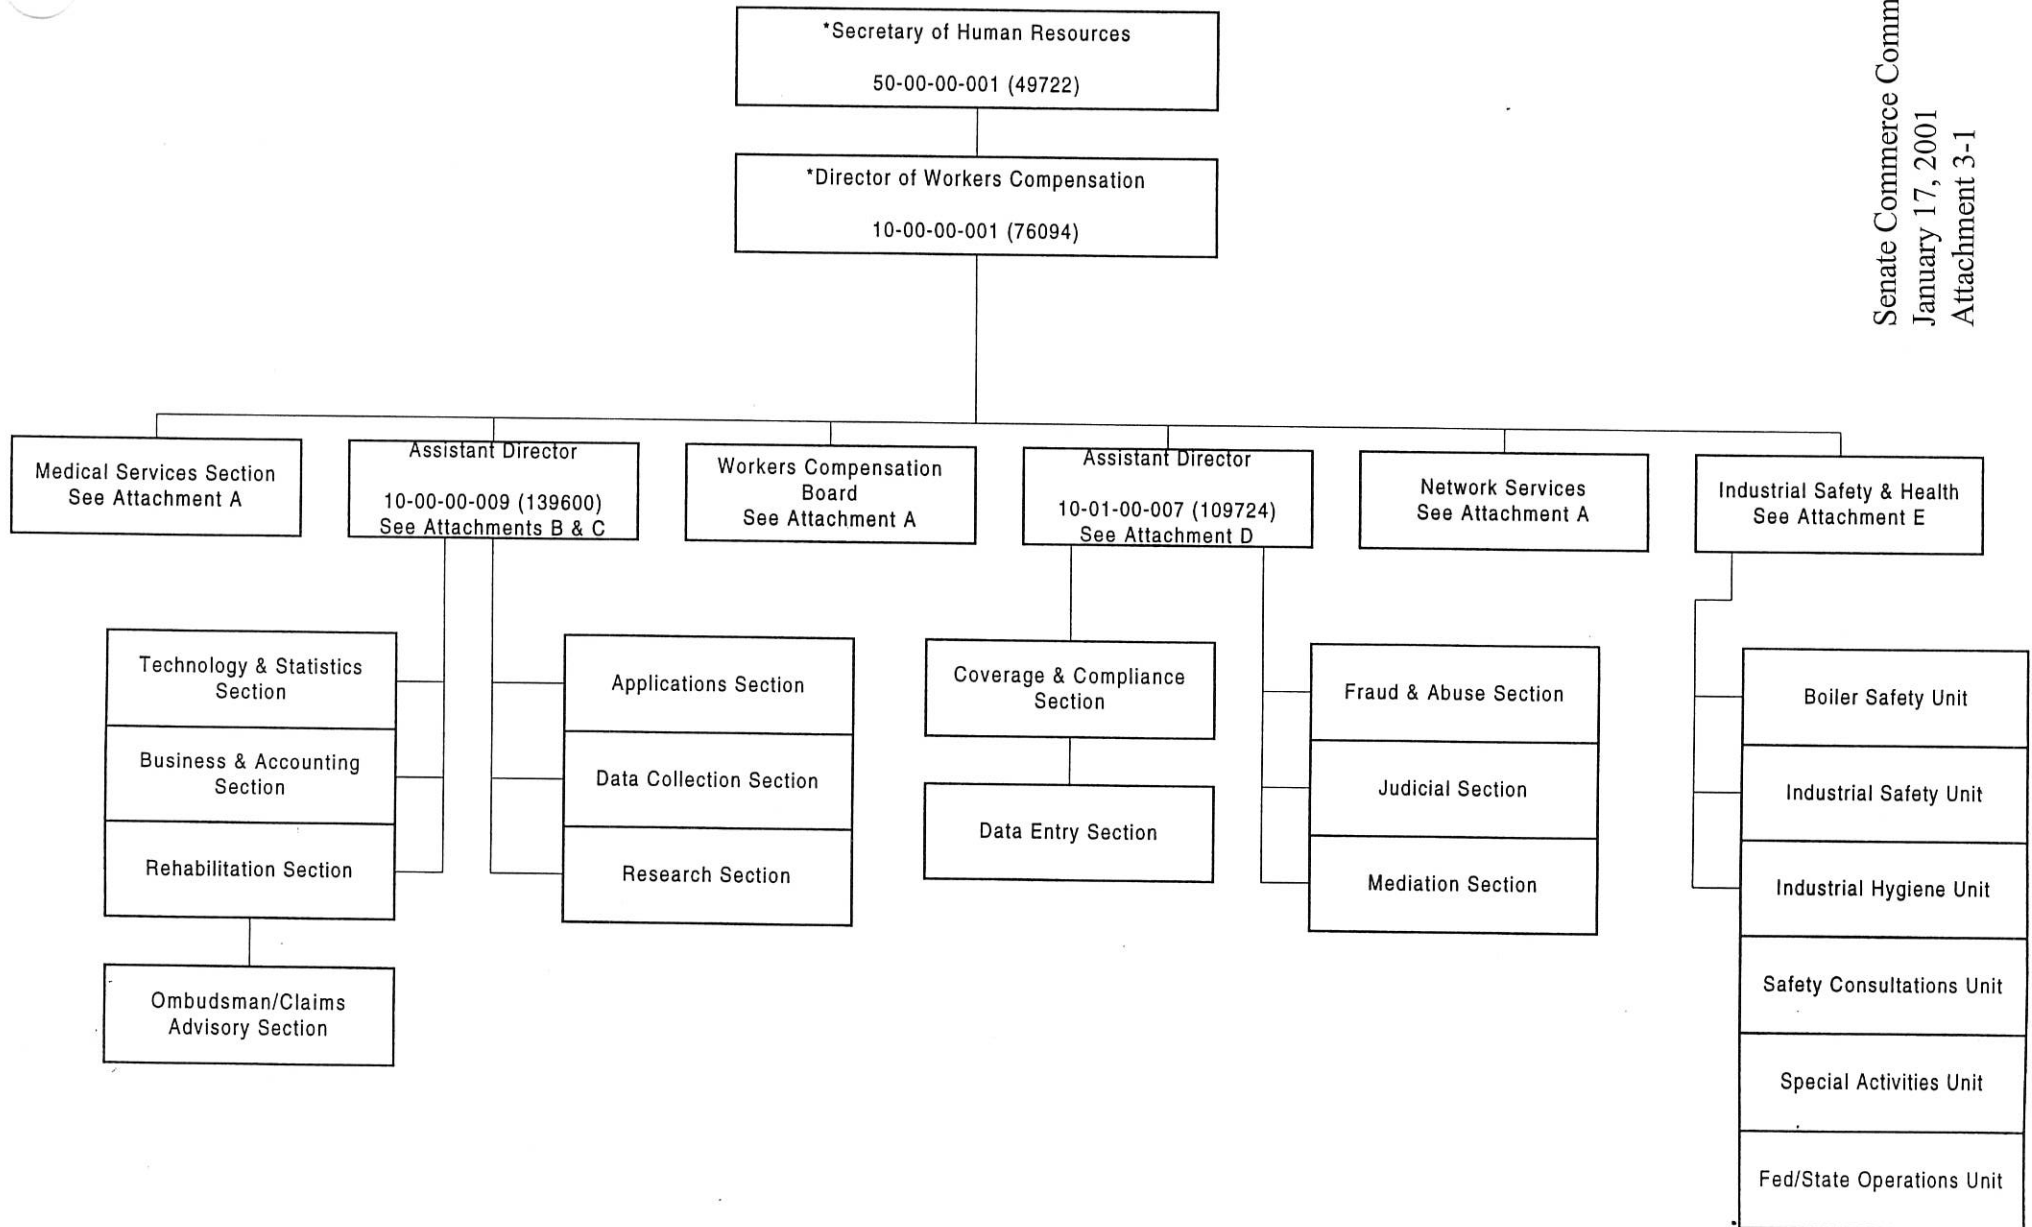 *Secretary of Human Resources
50-00-00-001 (49722)
*Director of Workers Compensation
10-00-00-001 (76094)
Senate Commerce Comm
January 17, 2001
Attachment 3-1
Medical Services Section
See Attachment A
Assistant Director
10-00-00-009 (139600)
See Attachments B & C
Workers Compensation
Board
See Attachment A
Assistant Director
10-01-00-007 (109724)
See Attachment D
Network Services
See Attachment A
Industrial Safety & Health
See Attachment E
Technology & Statistics
Section
Business & Accounting
Section
Rehabilitation Section
Ombudsman/Claims
Advisory Section
Applications Section
Data Collection Section
Research Section
Coverage & Compliance
Section
Data Entry Section
Fraud & Abuse Section
Judicial Section
Mediation Section
Boiler Safety Unit
Industrial Safety Unit
Industrial Hygiene Unit
Safety Consultations Unit
Special Activities Unit
Fed/State Operations Unit